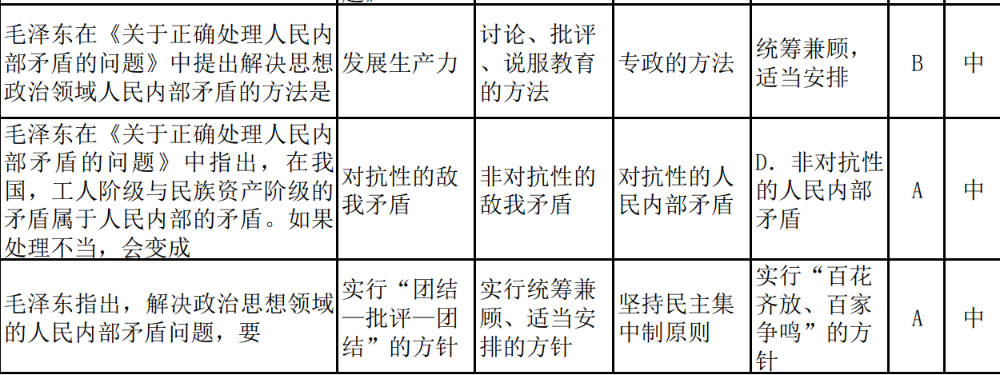 毛泽东在《关于正确处理人民内
部矛盾的问题》中提出解决思想
政治领域人民内部矛盾的方法是
发展生产力
讨论、批评
、说服教育
的方法
专政的方法
统筹兼顾，
适当安排
B
中
毛泽东在《关于正确处理人民内
部矛盾的问题》中指出，在我
国，工人阶级与民族资产阶级的
矛盾属于人民内部的矛盾。如果
处理不当，会变成
对抗性的敌
我矛盾
非对抗性的
敌我矛盾
对抗性的人
民内部矛盾
D. 非对抗性
的人民内部
矛盾
A
中
毛泽东指出，解决政治思想领域
的人民内部矛盾问题，要
实行“团结
—批评—团
结”的方针
实行统筹兼
顾、适当安
排的方针
坚持民主集
中制原则
实行“百花
齐放、百家
争鸣”的方
针
A
中